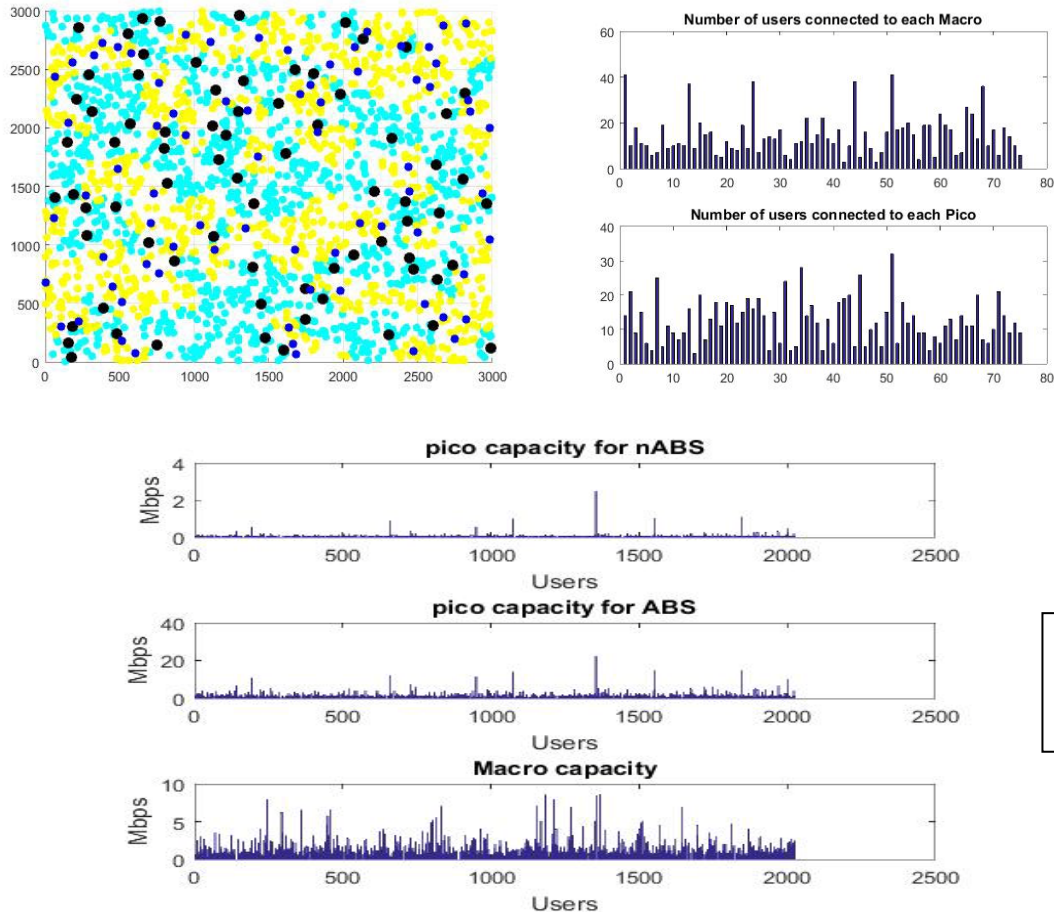 3000
2500
2000
1500
1000
500
0
0 500 1000 1500 2000 2500 3000
Number of users connected to each Macro
60
40
20
0
0 10 20 30 40 50 60 70 80
Number of users connected to each Pico
40
30
20
10
0
0 10 20 30 40 50 60 70 80
pico capacity for nABS
Mbps
4
2
0
0 500 1000 1500 2000 2500
Users
pico capacity for ABS
Mbps
40
20
0
0 500 1000 1500 2000 2500
Users
Macro capacity
Mbps
10
5
0
0 500 1000 1500 2000 2500
Users